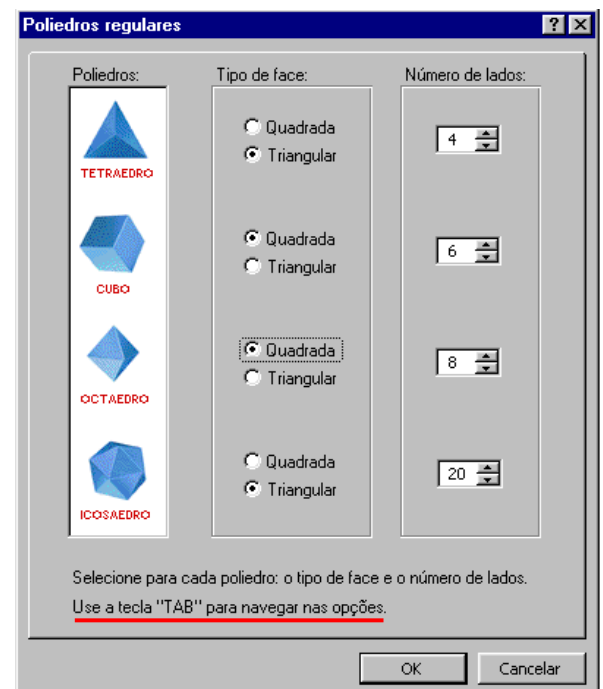 Poliedros regulares
Poliedros:
Tipo de face:
Número de lados:
TETRAEDRO
Quadrada
Triangular
4
CUBO
Quadrada
Triangular
6
OCTAEDRO
Quadrada
Triangular
8
ICOSAEDRO
Quadrada
Triangular
20
Selecione para cada poliedro: o tipo de face e o número de lados.
Use a tecla "TAB" para navegar nas opções.
OK
Cancelar